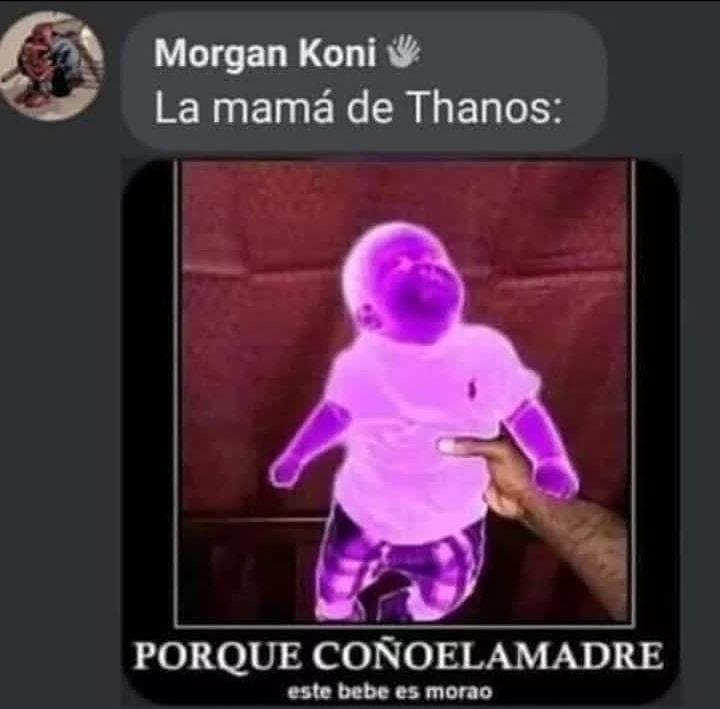 Morgan Koni
La mamá de Thanos:
PORQUE COÑOELAMADRE
este bebe es morao